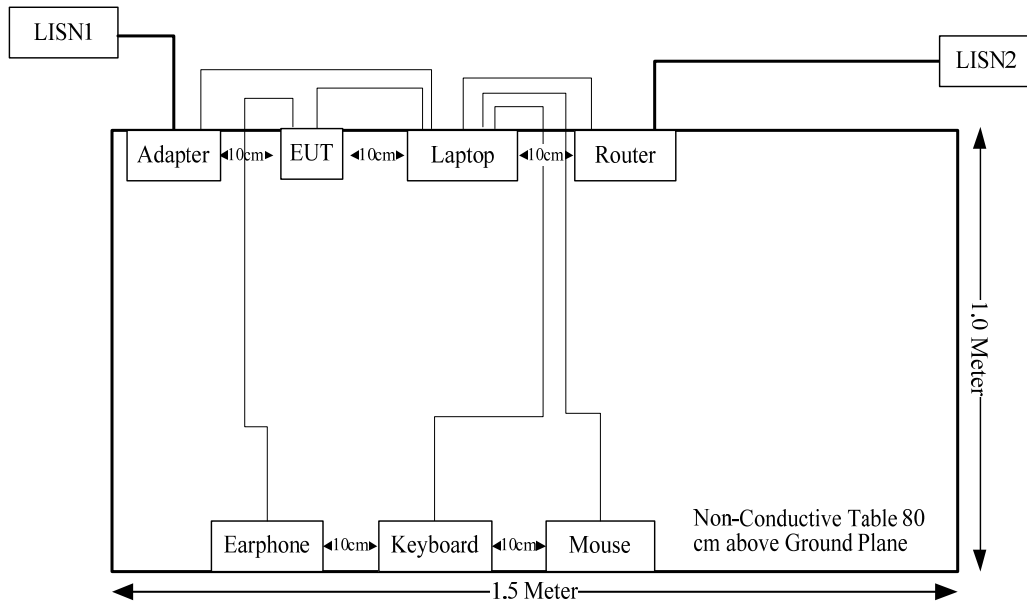 LISN1
LISN2
Adapter
10cm
EUT
10cm
Laptop
10cm
Router
1.0 Meter
Earphone
10cm
Keyboard
10cm
Mouse
Non-Conductive Table 80
cm above Ground Plane
1.5 Meter